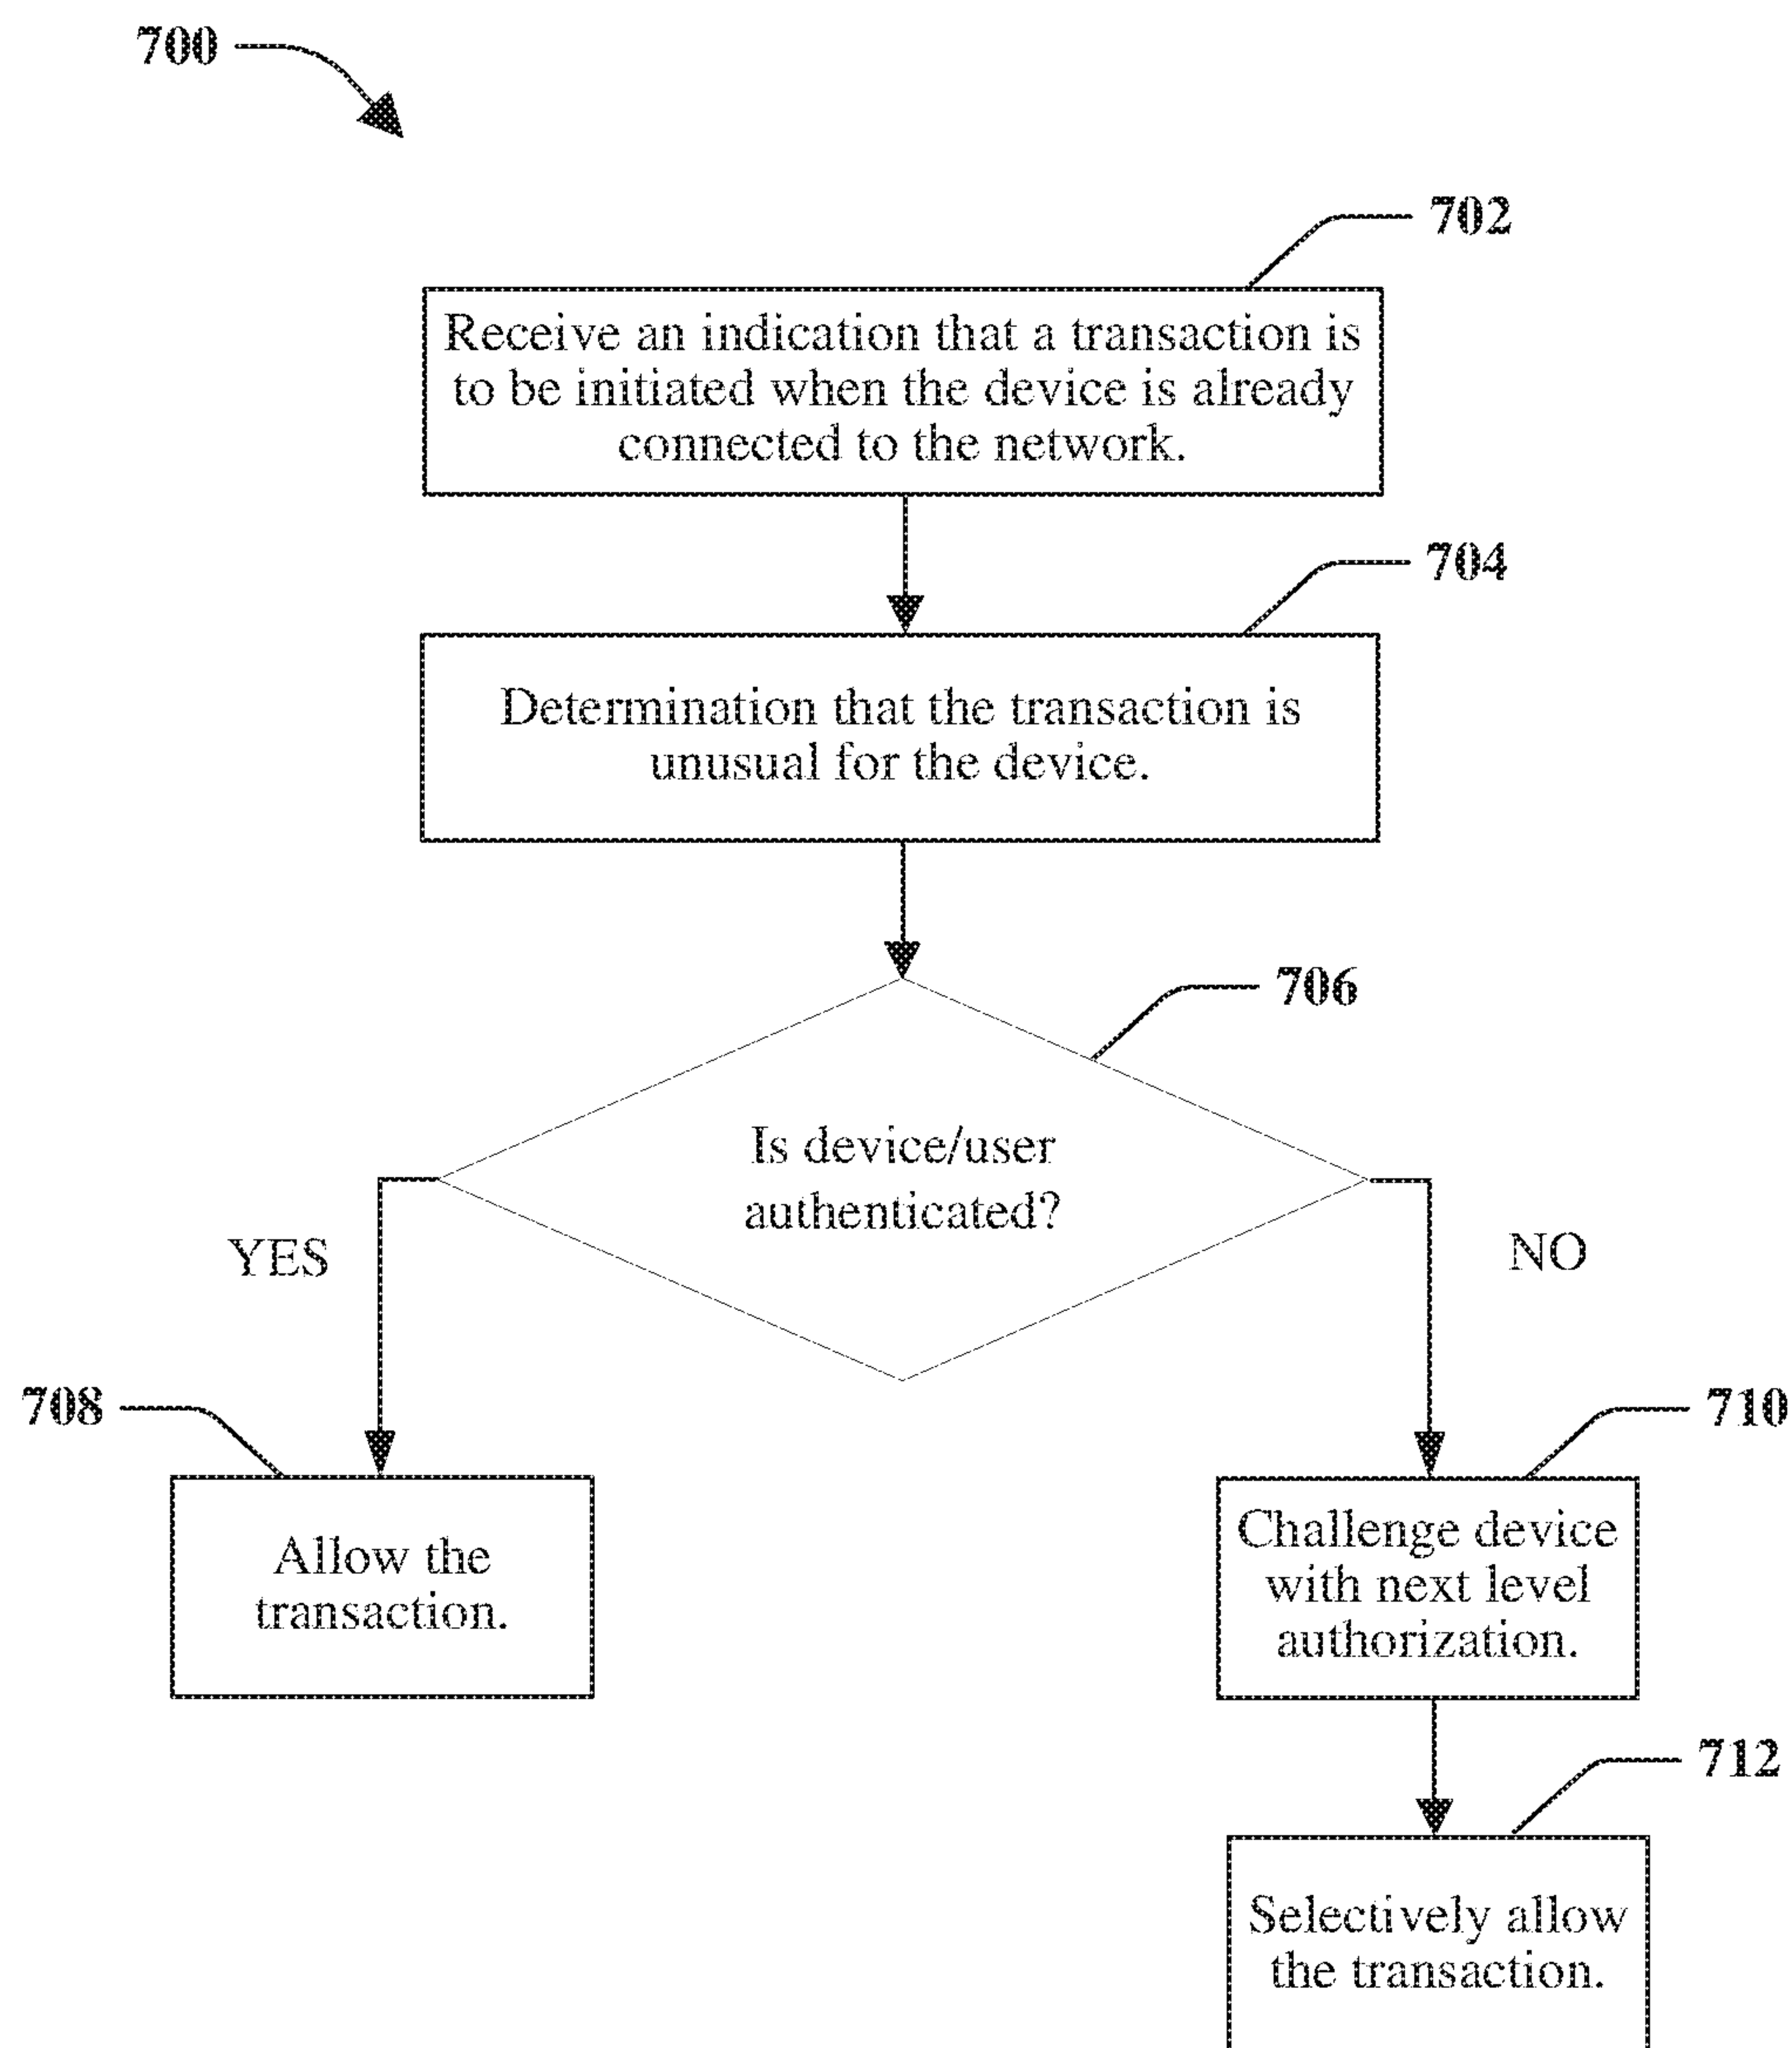 700
702
Receive an indication that a transaction is
to be initiated when the device is already
connected to the network.
704
Determination that the transaction is
unusual for the device.
706
Is device/user
authenticated?
YES
NO
708
Allow the
transaction.
710
Challenge device
with next level
authorization.
712
Selectively allow
the transaction.